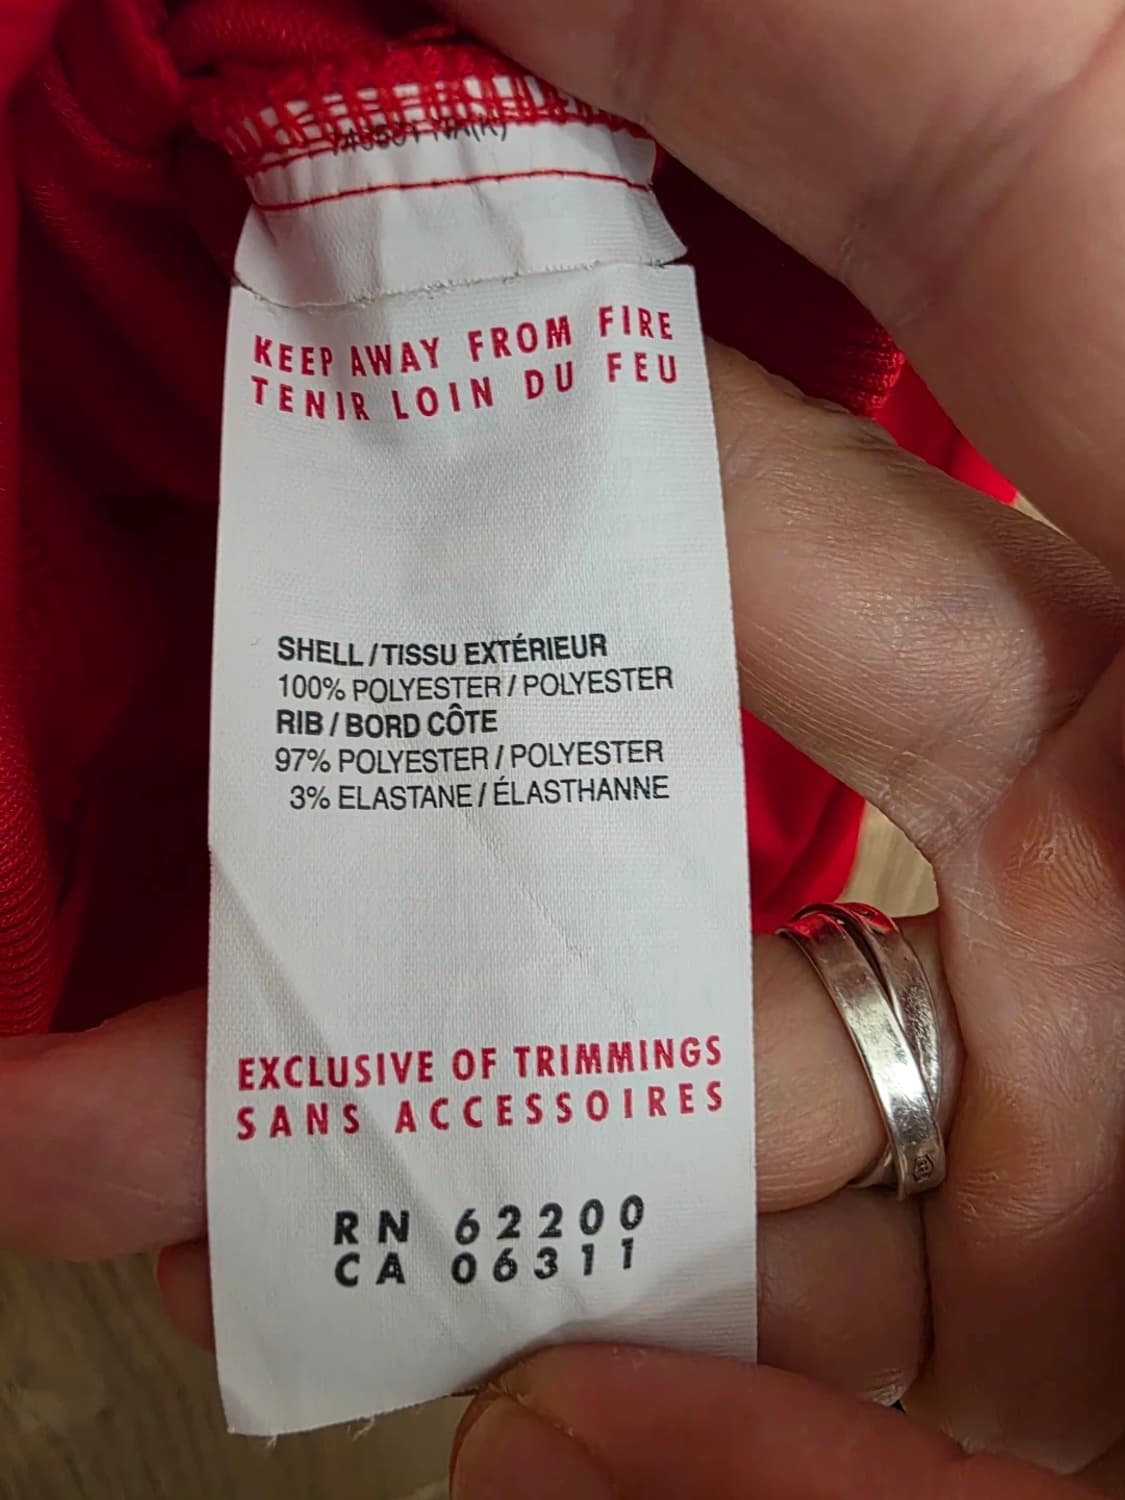 KEEP AWAY FROM FIRE
TENIR LOIN DU FEU
SHELL / TISSU EXTÉRIEUR
100% POLYESTER / POLYESTER
RIB / BORD CÔTE
97% POLYESTER / POLYESTER
3% ELASTANE / ÉLASTHANNE
EXCLUSIVE OF TRIMMINGS
SANS ACCESSOIRES
RN 62200
CA 06311